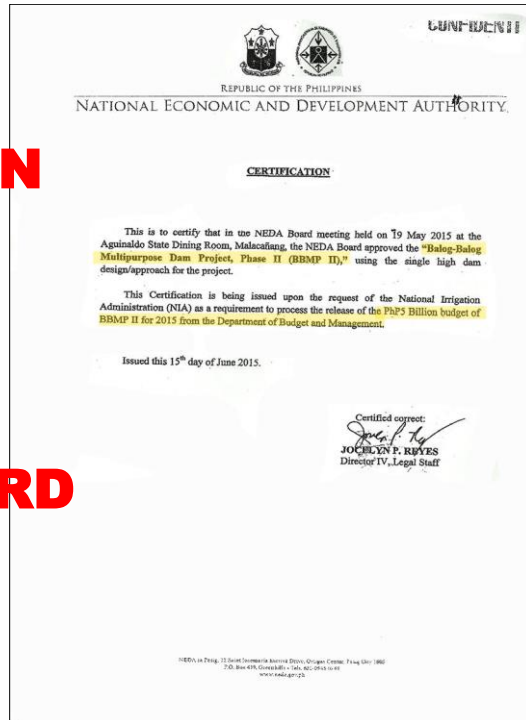 CONFIDENTI
REPUBLIC OF THE PHILIPPINES
NATIONAL ECONOMIC AND DEVELOPMENT AUTHORITY
N
CERTIFICATION
This is to certify that in the NEDA Board meeting held on 19 May 2015 at the
Aguinaldo State Dining Room, Malacañang, the NEDA Board approved the “Balog-Balog
Multipurpose Dam Project, Phase II (BBMP II),” using the single high dam
design/approach for the project.
This Certification is being issued upon the request of the National Irrigation
Administration (NIA) as a requirement to process the release of the PhP5 Billion budget of
BBMP II for 2015 from the Department of Budget and Management.
Issued this 15th day of June 2015.
Certified correct:
JOCELYN P. REYES
Director IV, Legal Staff
RD
www.neda.gov.ph